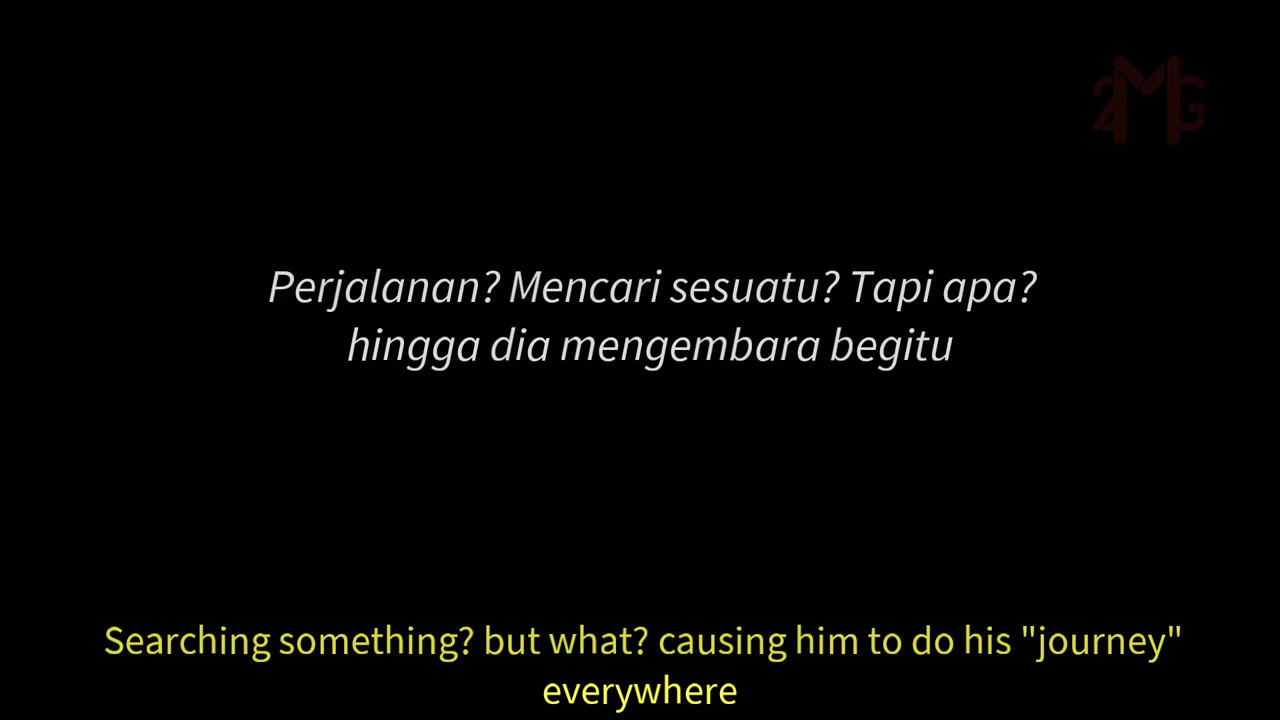 2MG
Perjalanan? Mencari sesuatu? Tapi apa?
hingga dia mengembara begitu
Searching something? but what? causing him to do his "journey"
everywhere